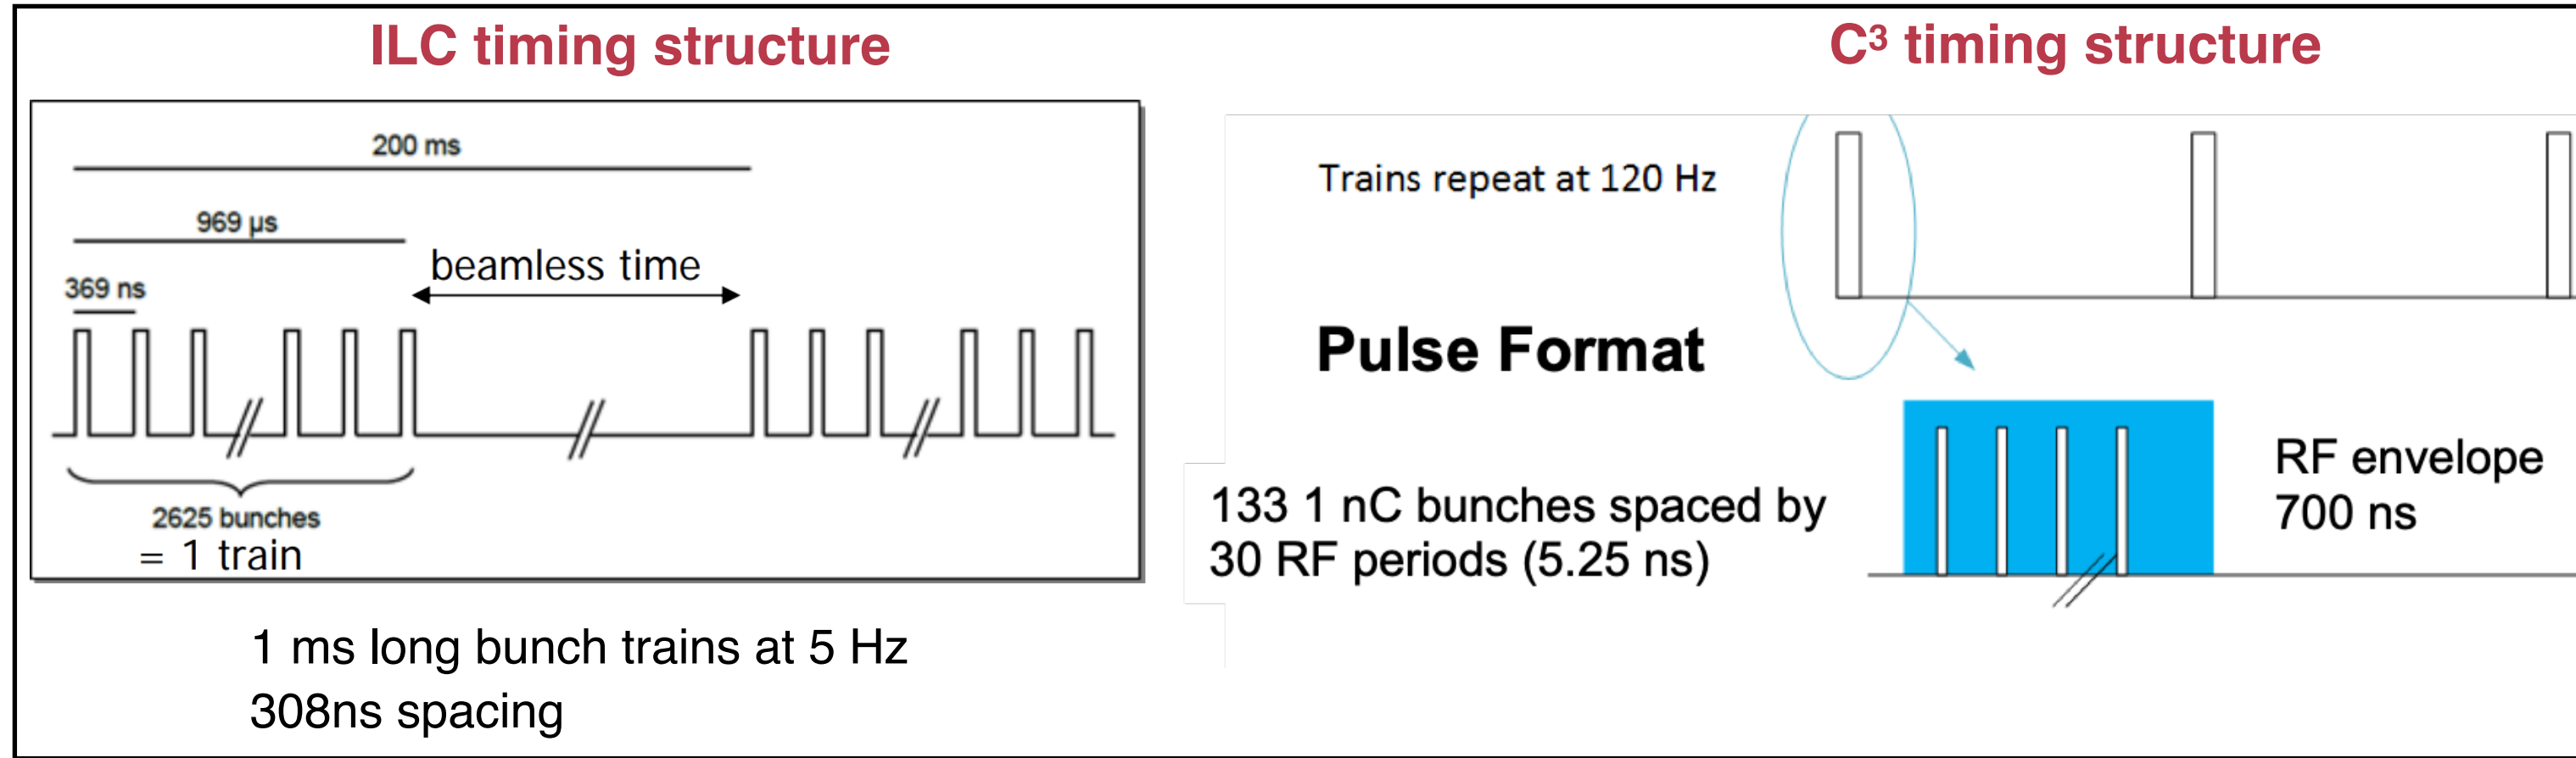 ILC timing structure
200 ms
969 µs
beamless time
369 ns
2625 bunches
= 1 train
1 ms long bunch trains at 5 Hz
308ns spacing
C³ timing structure
Trains repeat at 120 Hz
Pulse Format
133 1 nC bunches spaced by
30 RF periods (5.25 ns)
RF envelope
700 ns